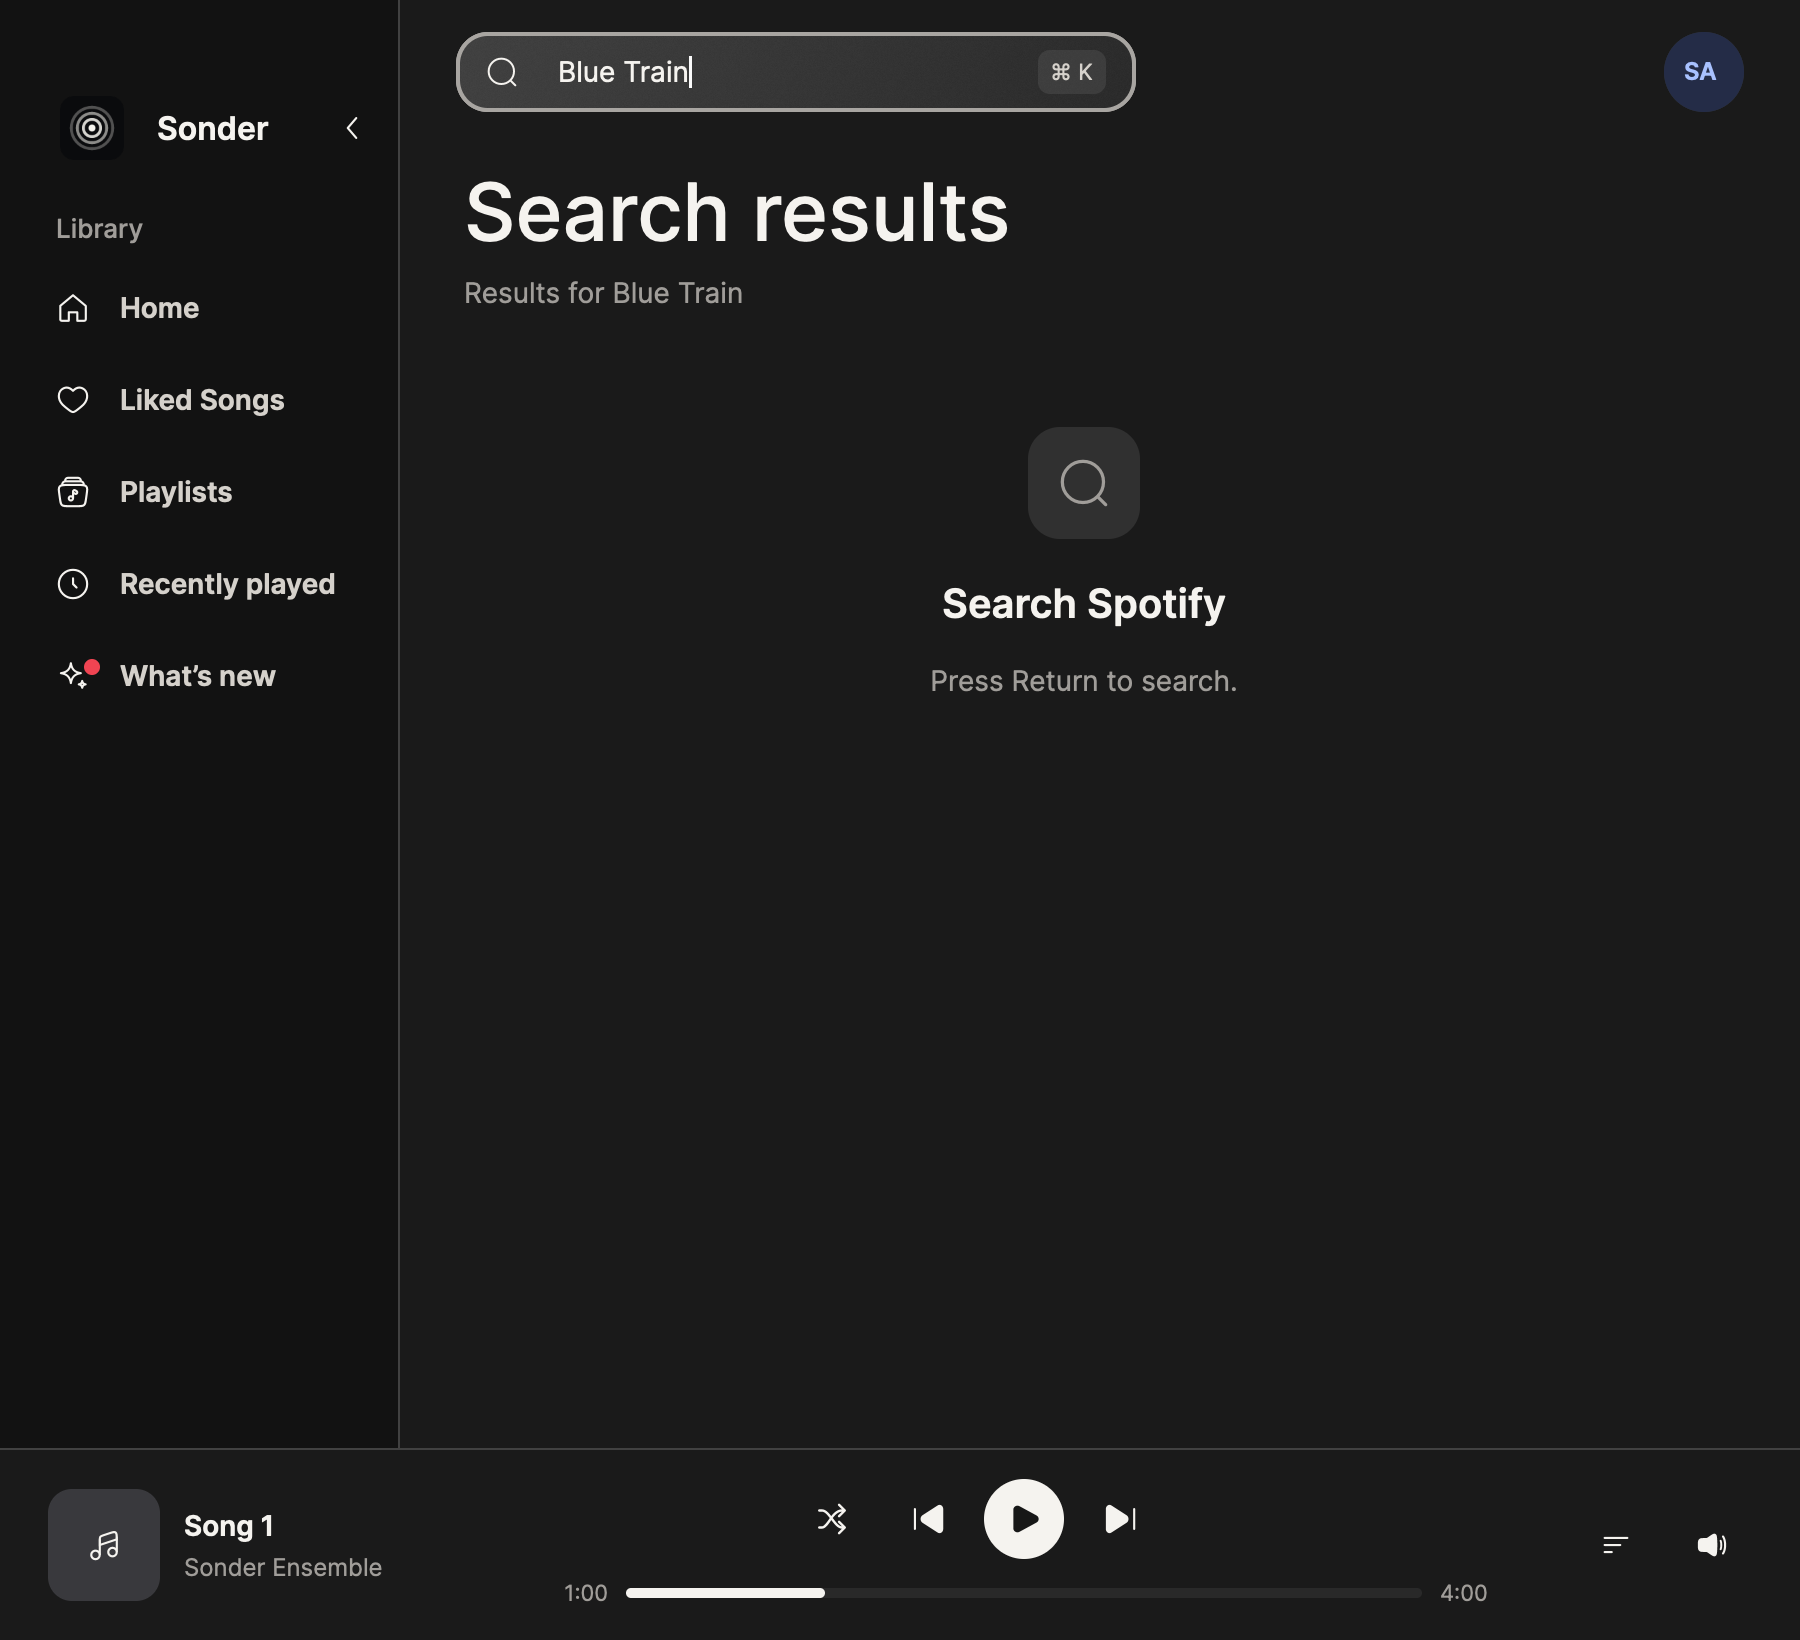 Blue Train
⌘ K
SA
Sonder
Library
Home
Liked Songs
Playlists
Recently played
What’s new
Search results
Results for Blue Train
Search Spotify
Press Return to search.
Song 1
Sonder Ensemble
1:00
4:00